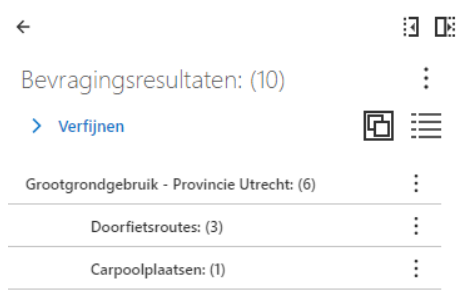 Bevragingsresultaten: (10)
Verfijnen
Grootgrondgebruik - Provincie Utrecht: (6)
Doorfietsroutes: (3)
Carpoolplaatsen: (1)